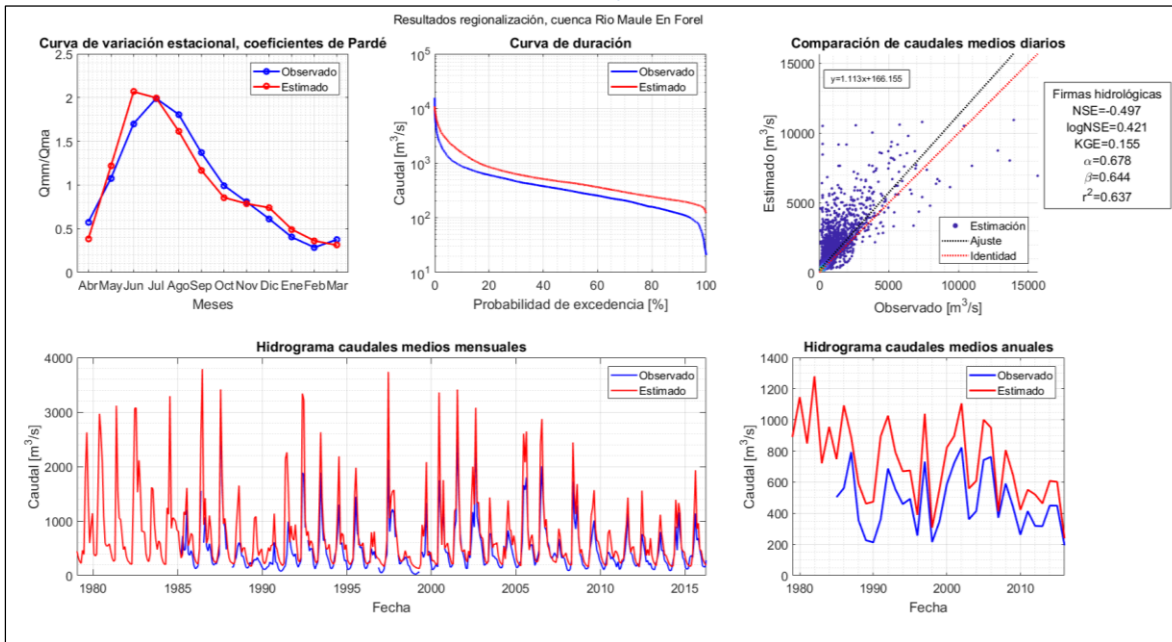 Resultados regionalización, cuenca Rio Maule En Forel
Curva de variación estacional, coeficientes de Pardé
2.5
2
1.5
1
0.5
0
Qmm/Qma
Observado
Estimado
Abr May Jun Jul Ago Sep Oct Nov Dic Ene Feb Mar
Meses
Curva de duración
10^5
10^4
10^3
10^2
10^1
Caudal [m^3/s]
Observado
Estimado
0 20 40 60 80 100
Probabilidad de excedencia [%]
Comparación de caudales medios diarios
15000
10000
5000
0
Estimado [m^3/s]
y=1.113x+166.155
Estimación
Ajuste
Identidad
0 5000 10000 15000
Observado [m^3/s]
Firmas hidrológicas
NSE=-0.497
logNSE=0.421
KGE=0.155
α=0.678
β=0.644
r^2=0.637
Hidrograma caudales medios mensuales
4000
3000
2000
1000
0
Caudal [m^3/s]
Observado
Estimado
1980 1985 1990 1995 2000 2005 2010 2015
Fecha
Hidrograma caudales medios anuales
1400
1200
1000
800
600
400
200
0
Caudal [m^3/s]
Observado
Estimado
1980 1990 2000 2010
Fecha